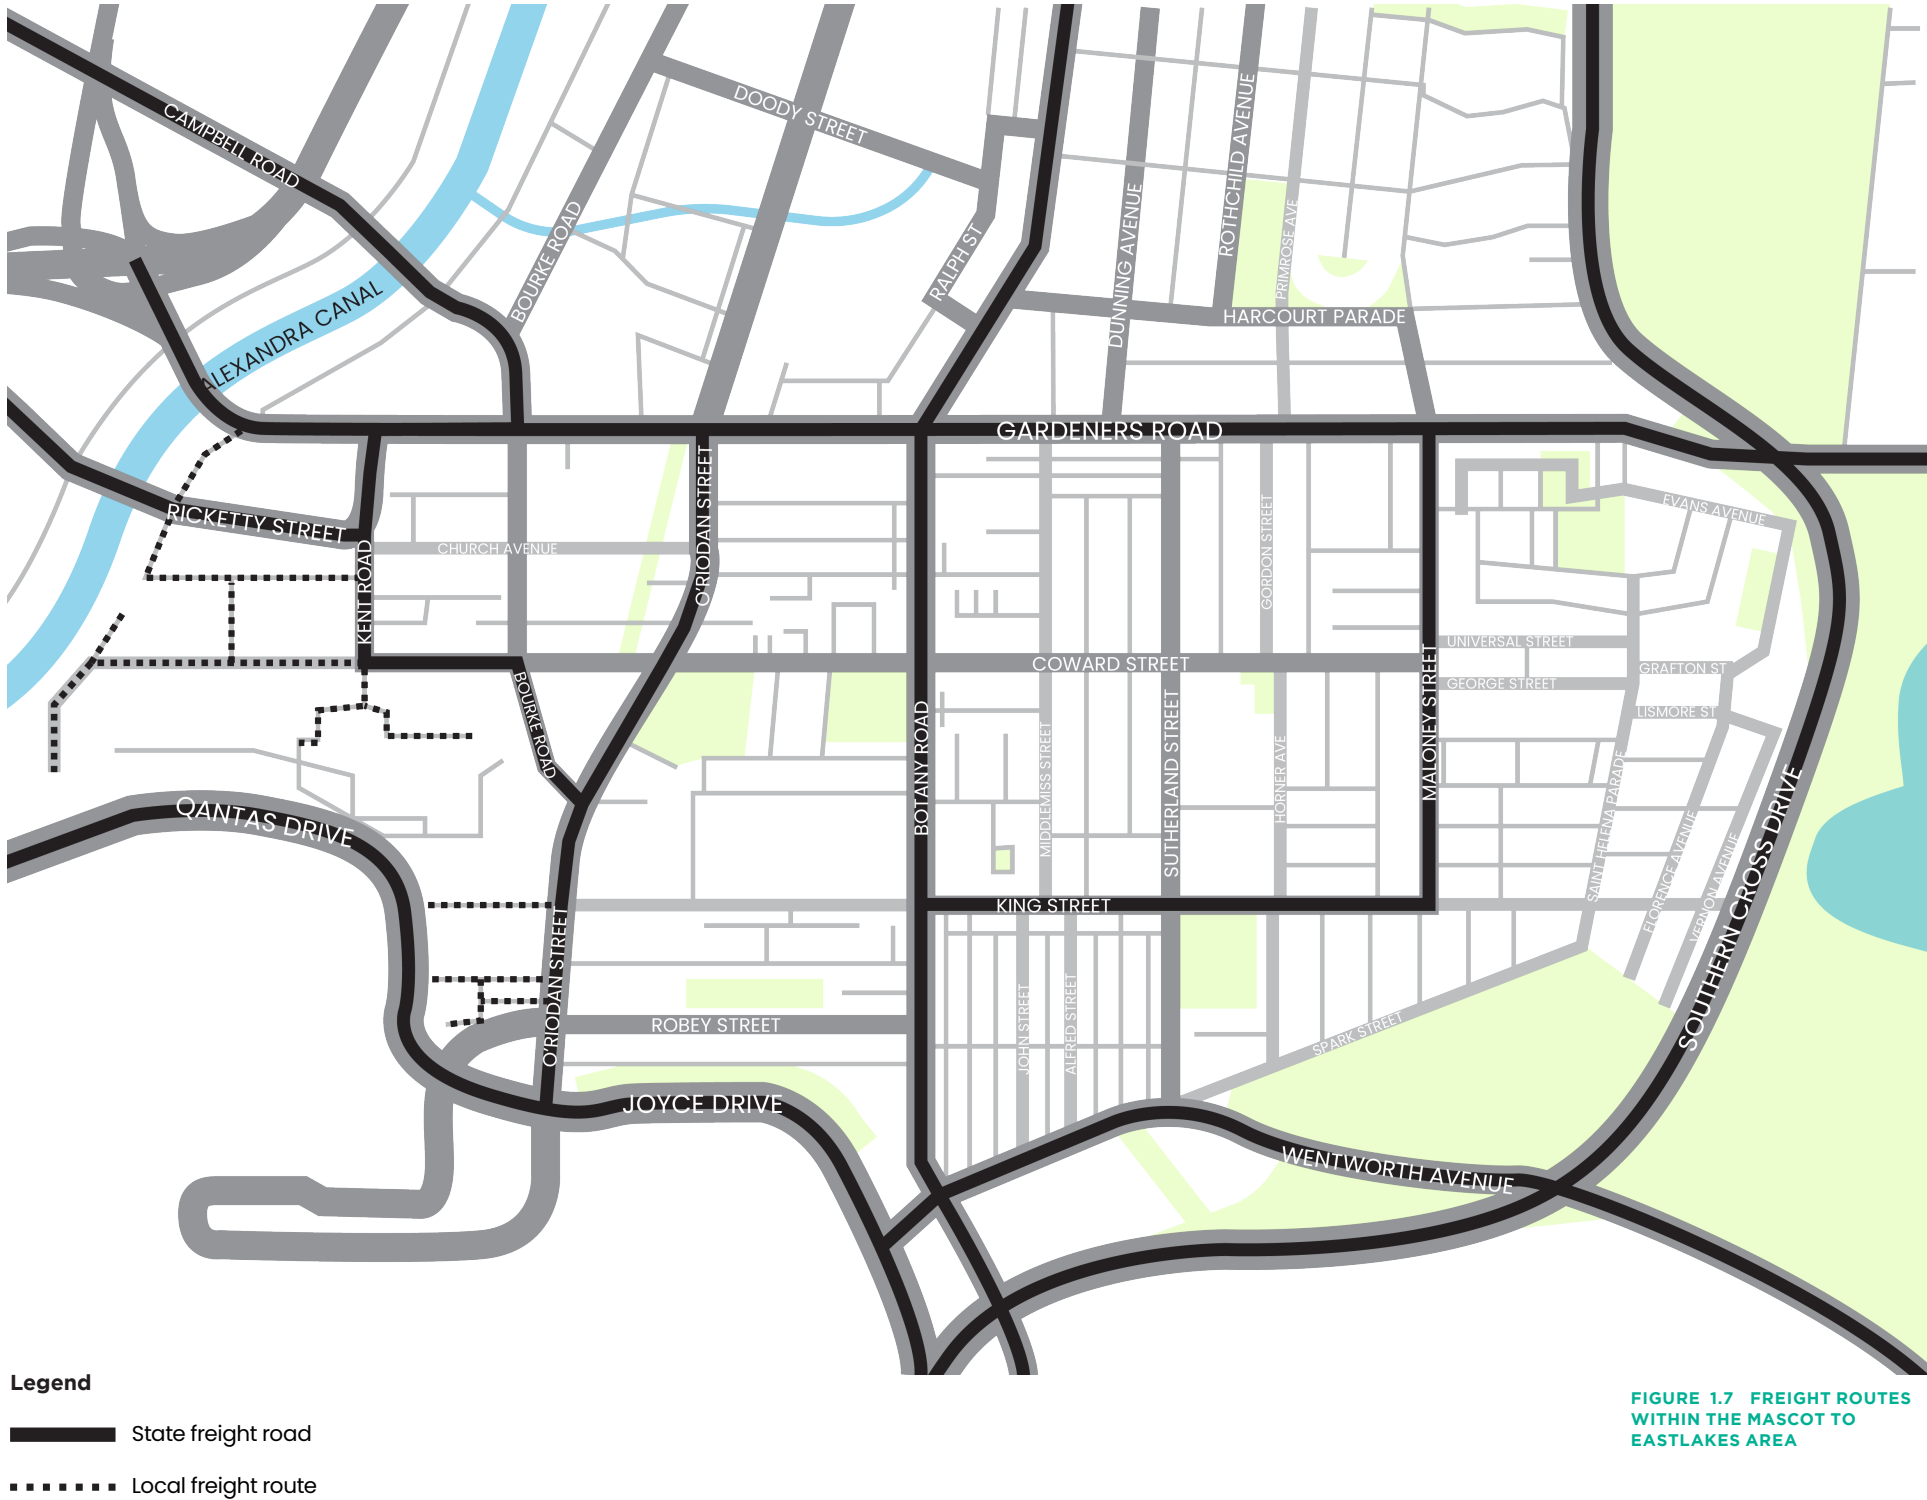 CAMPBELL ROAD
DOODY STREET
ROTHCHILD AVENUE
DUNNING AVENUE
PRIMROSE AVE
BOURKE ROAD
RALPH ST
ALEXANDRA CANAL
HARCOURT PARADE
GARDENERS ROAD
O'RIODAN STREET
RICKETTY STREET
KENT ROAD
CHURCH AVENUE
GORDON STREET
EVANS AVENUE
UNIVERSAL STREET
COWARD STREET
GRAFTON ST
GEORGE STREET
LISMORE ST
BOURKE ROAD
BOTANY ROAD
MIDDLEMISS STREET
SUTHERLAND STREET
HORNER AVE
MALONEY STREET
SAINT HELENA PARADE
FLORENCE AVENUE
VERNON AVENUE
SOUTHERN CROSS DRIVE
QANTAS DRIVE
KING STREET
O'RIODAN STREET
JOHN STREET
ALFRED STREET
ROBEY STREET
SPARK STREET
JOYCE DRIVE
WENTWORTH AVENUE
Legend
State freight road
Local freight route
FIGURE 1.7 FREIGHT ROUTES
WITHIN THE MASCOT TO
EASTLAKES AREA